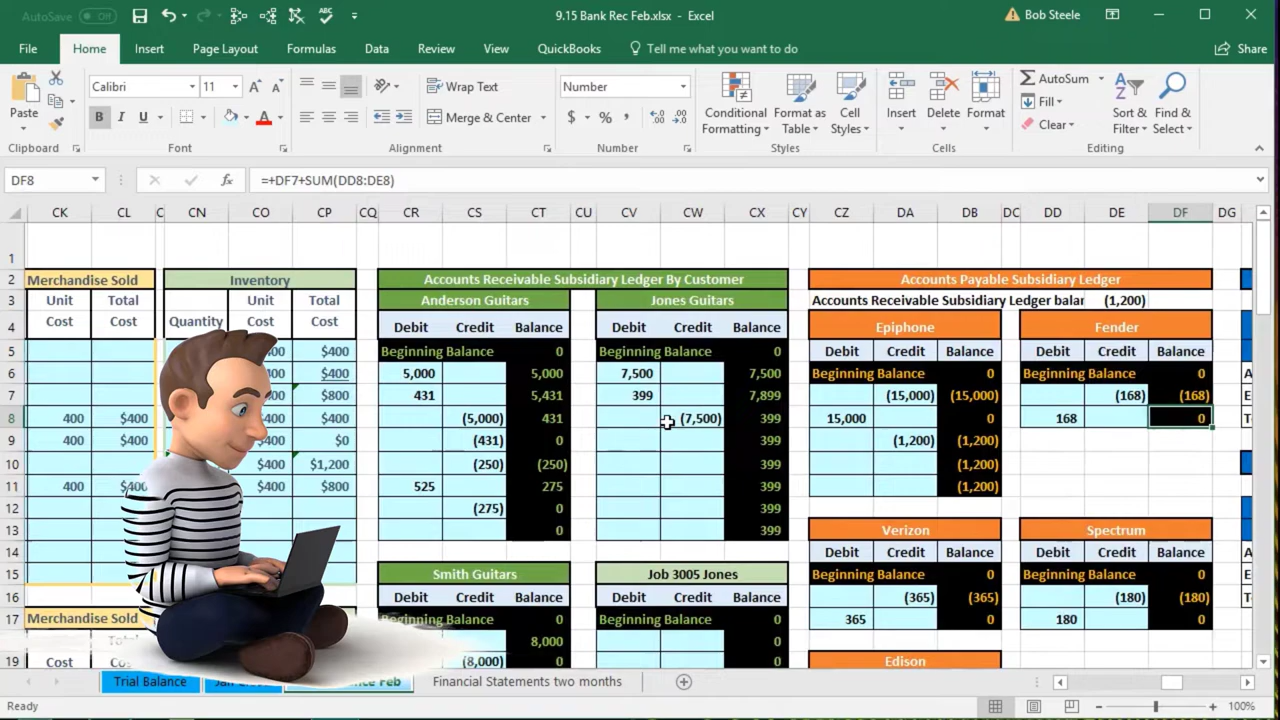 AutoSave Off 9.15 Bank Rec Feb.xlsx - Excel Bob Steele
File Home Insert Page Layout Formulas Data Review View QuickBooks Tell me what you want to do Share
Calibri 11 Wrap Text Number AutoSum
Paste B I U Merge & Center $ % , Conditional Format as Cell Insert Delete Format Fill Sort & Find &
Formatting Table Styles Clear Filter Select
Clipboard Font Alignment Number Styles Cells Editing
DF8 fx =+DF7+SUM(DD8:DE8)
CK CL C CN CO CP CQ CR CS CT CU CV CW CX CY CZ DA DB DC DD DE DF DG
1
2 Merchandise Sold Inventory Accounts Receivable Subsidiary Ledger By Customer Accounts Payable Subsidiary Ledger
3 Unit Total Unit Total Anderson Guitars Jones Guitars Accounts Receivable Subsidiary Ledger balan (1,200)
4 Cost Cost Quantity Cost Cost Debit Credit Balance Debit Credit Balance Epiphone Fender
5 400 $400 Beginning Balance 0 Beginning Balance 0 Debit Credit Balance Debit Credit Balance
6 400 $400 5,000 5,000 7,500 7,500 Beginning Balance 0 Beginning Balance 0
7 400 $800 431 5,431 399 7,899 (15,000) (15,000) (168) (168)
8 400 $400 $400 $400 (5,000) 431 (7,500) 399 15,000 0 168 0
9 400 $400 $400 $0 (431) 0 399 (1,200) (1,200)
10 $400 $1,200 (250) (250) 399 (1,200)
11 400 $400 $400 $800 525 275 399 (1,200)
12 (275) 0 399 Verizon Spectrum
13 0 399
14 Debit Credit Balance Debit Credit Balance
15 Smith Guitars Job 3005 Jones Beginning Balance 0 Beginning Balance 0
16 Debit Credit Balance Debit Credit Balance (365) (365) (180) (180)
17 Merchandise Sold Beginning Balance 0 Beginning Balance 0 365 0 180 0
8,000 0
19 Cost (8,000) 0 0 Edison
Trial Balance Feb Financial Statements two months
Ready 100%